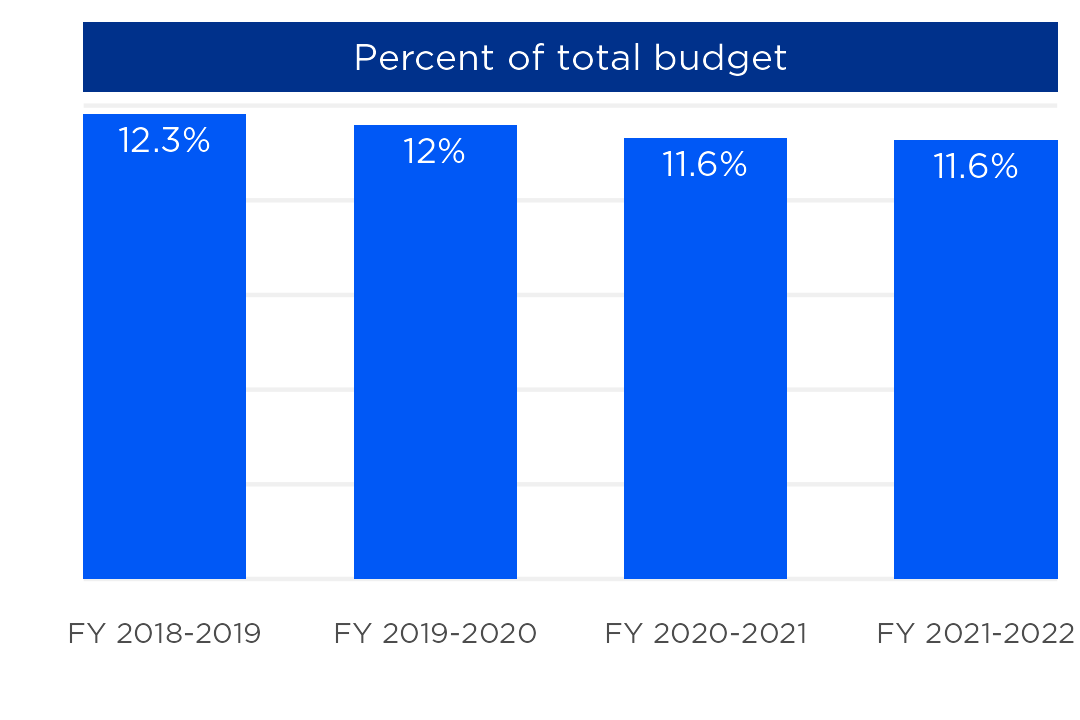 Percent of total budget
12.3%
12%
11.6%
11.6%
FY 2018-2019
FY 2019-2020
FY 2020-2021
FY 2021-2022